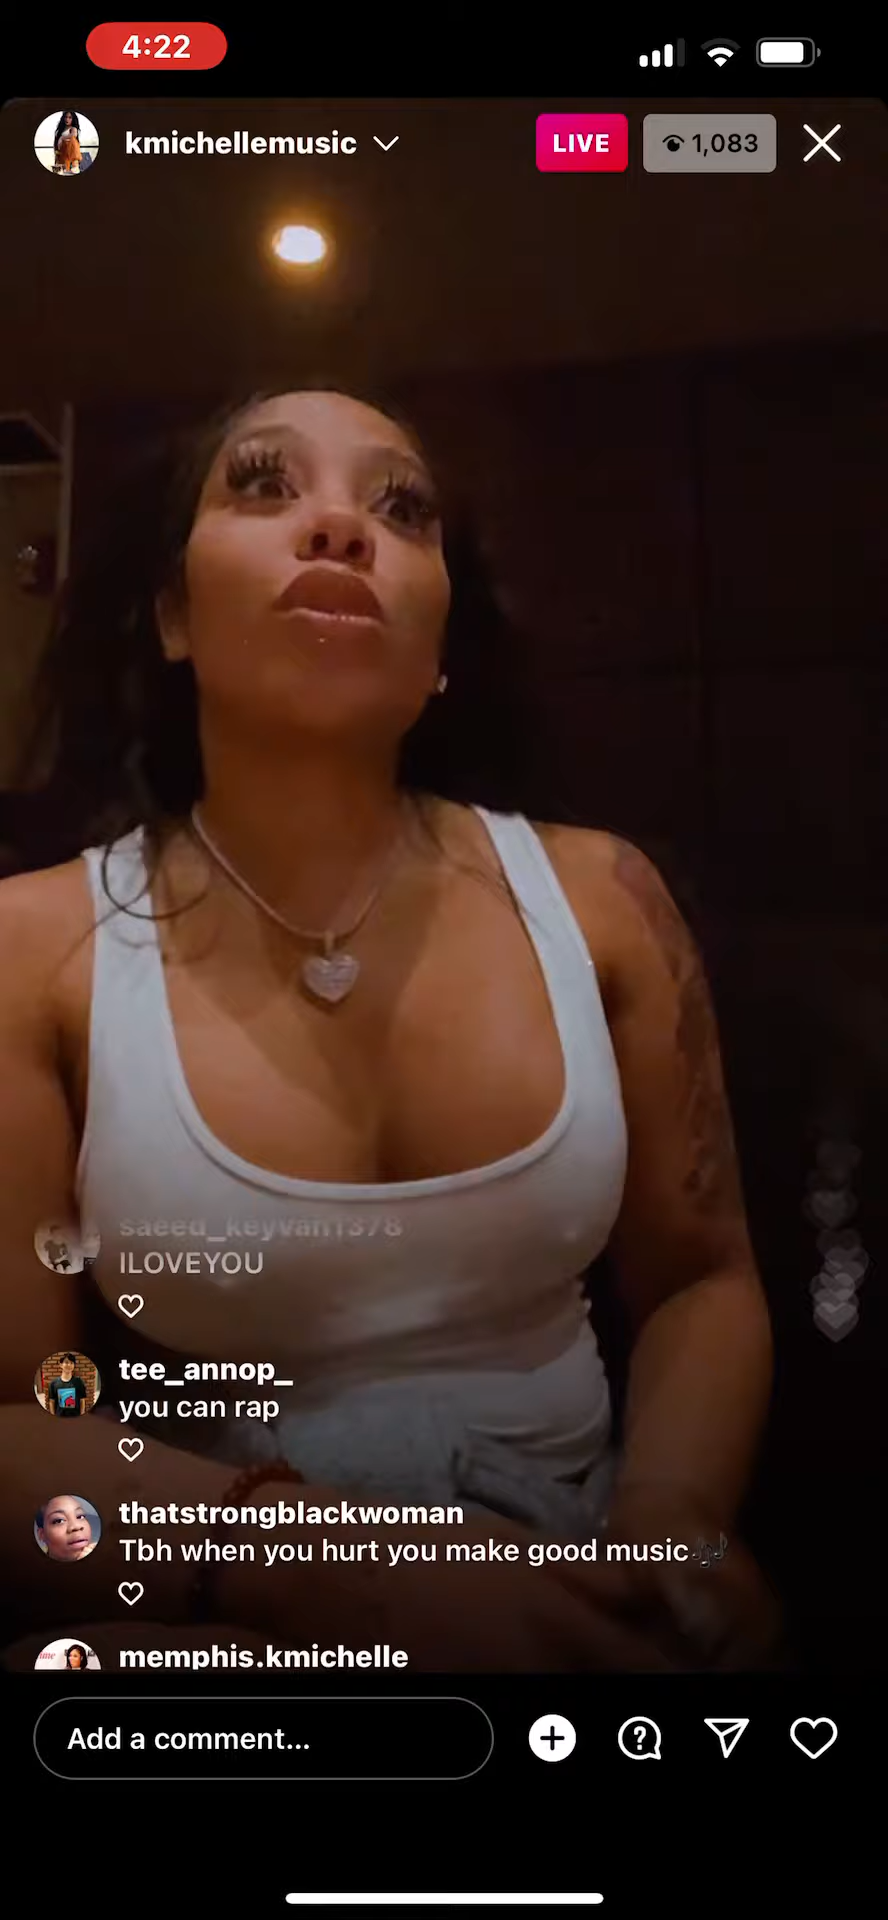 4:22
kmichellemusic
LIVE
1,083
saeed_keyvan1378
ILOVEYOU
tee_annop_
you can rap
thatstrongblackwoman
Tbh when you hurt you make good music🎶
memphis.kmichelle
Add a comment...